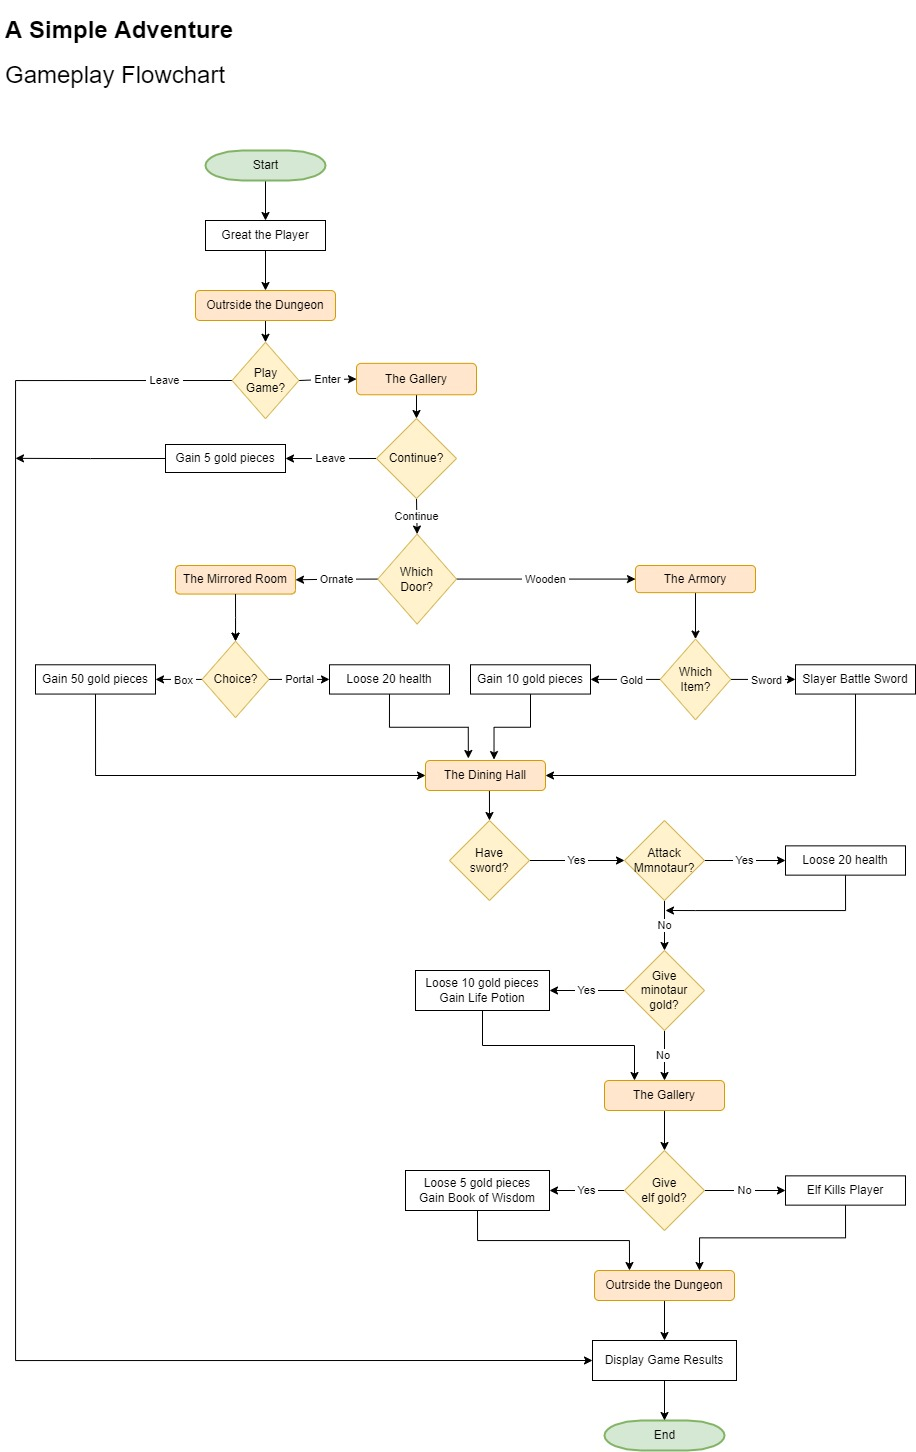 A Simple Adventure
Gameplay Flowchart
Start
Great the Player
Outrside the Dungeon
Play
Game?
Leave
Enter
The Gallery
Continue?
Leave
Gain 5 gold pieces
Continue
Which
Door?
Ornate
The Mirrored Room
Wooden
The Armory
Choice?
Box
Gain 50 gold pieces
Portal
Loose 20 health
Which
Item?
Gold
Gain 10 gold pieces
Sword
Slayer Battle Sword
The Dining Hall
Have
sword?
Yes
Attack
Mmnotaur?
Yes
Loose 20 health
No
Give
minotaur
gold?
Yes
Loose 10 gold pieces
Gain Life Potion
No
The Gallery
Give
elf gold?
Yes
Loose 5 gold pieces
Gain Book of Wisdom
No
Elf Kills Player
Outrside the Dungeon
Display Game Results
End